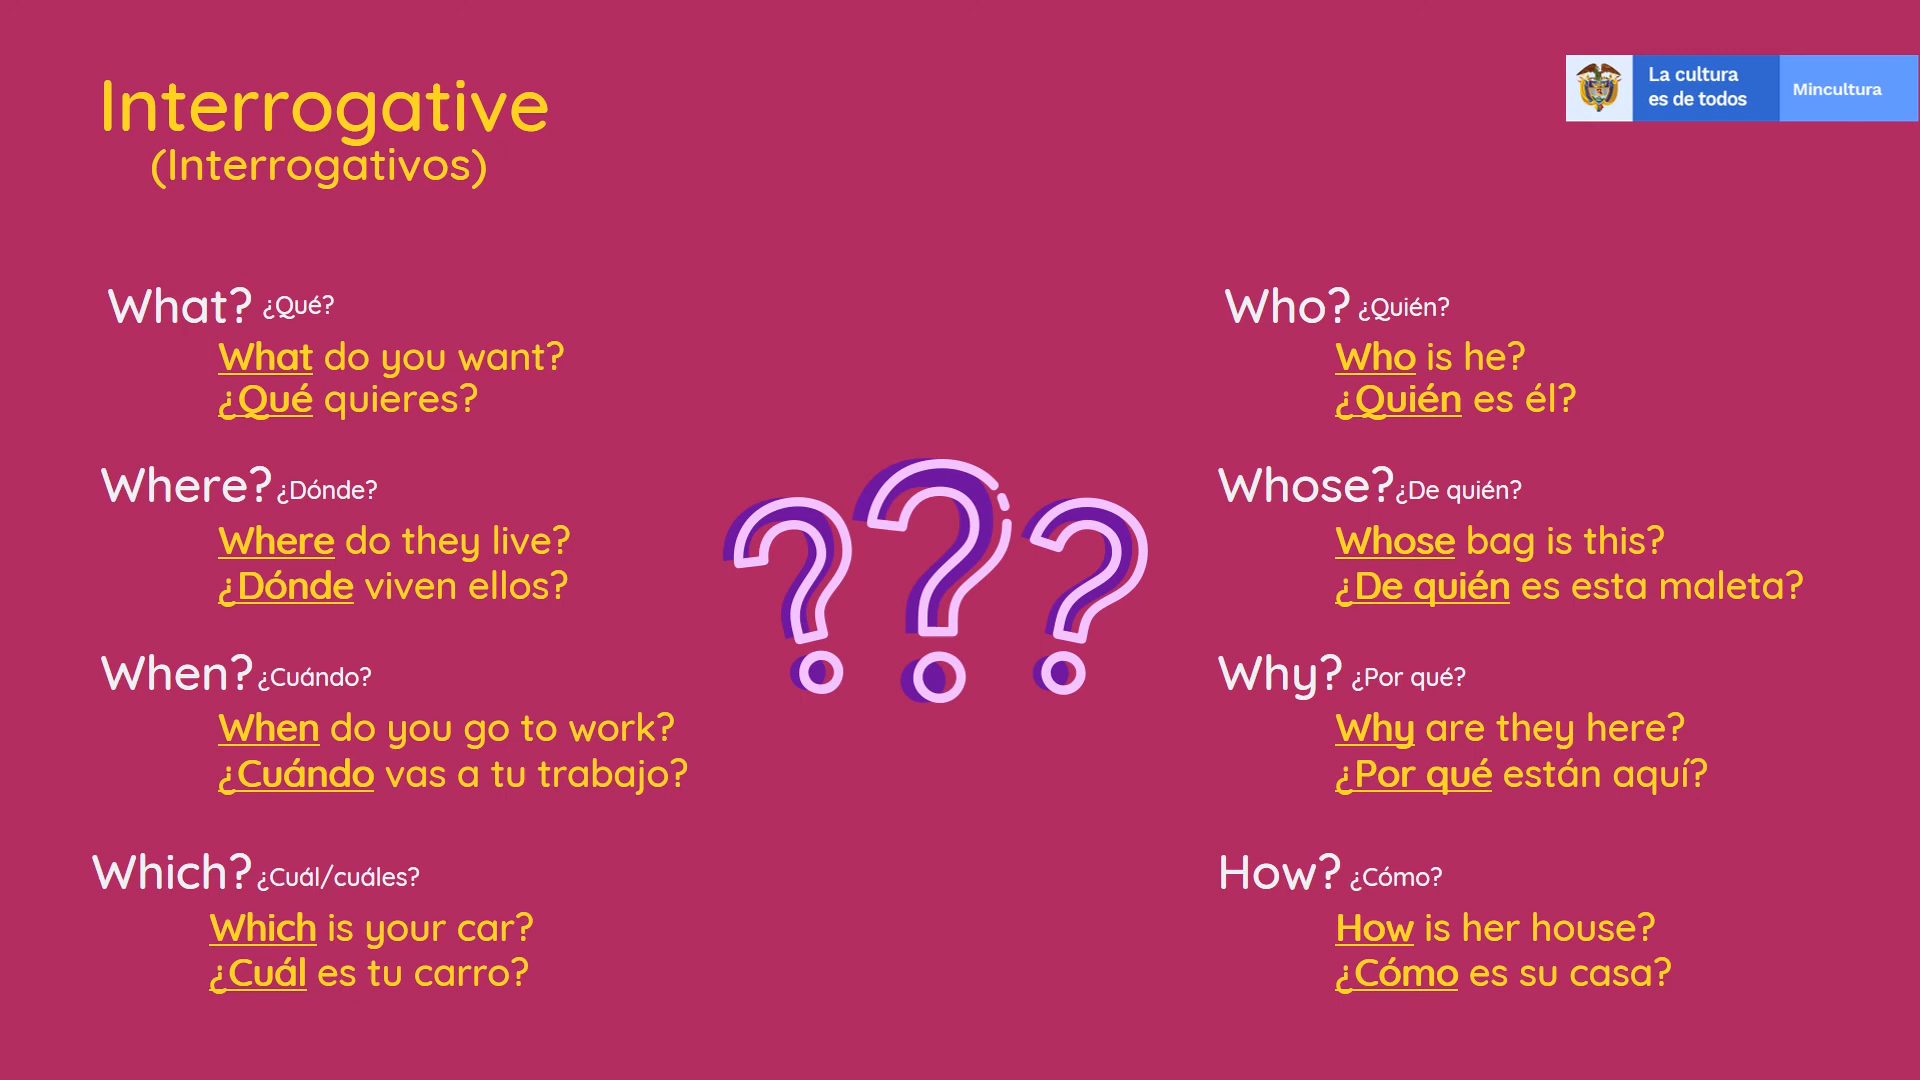 Interrogative
(Interrogativos)
La cultura
es de todos
Mincultura
What? ¿Qué?
What do you want?
¿Qué quieres?
Where? ¿Dónde?
Where do they live?
¿Dónde viven ellos?
When? ¿Cuándo?
When do you go to work?
¿Cuándo vas a tu trabajo?
Which? ¿Cuál/cuáles?
Which is your car?
¿Cuál es tu carro?
Who? ¿Quién?
Who is he?
¿Quién es él?
Whose? ¿De quién?
Whose bag is this?
¿De quién es esta maleta?
Why? ¿Por qué?
Why are they here?
¿Por qué están aquí?
How? ¿Cómo?
How is her house?
¿Cómo es su casa?